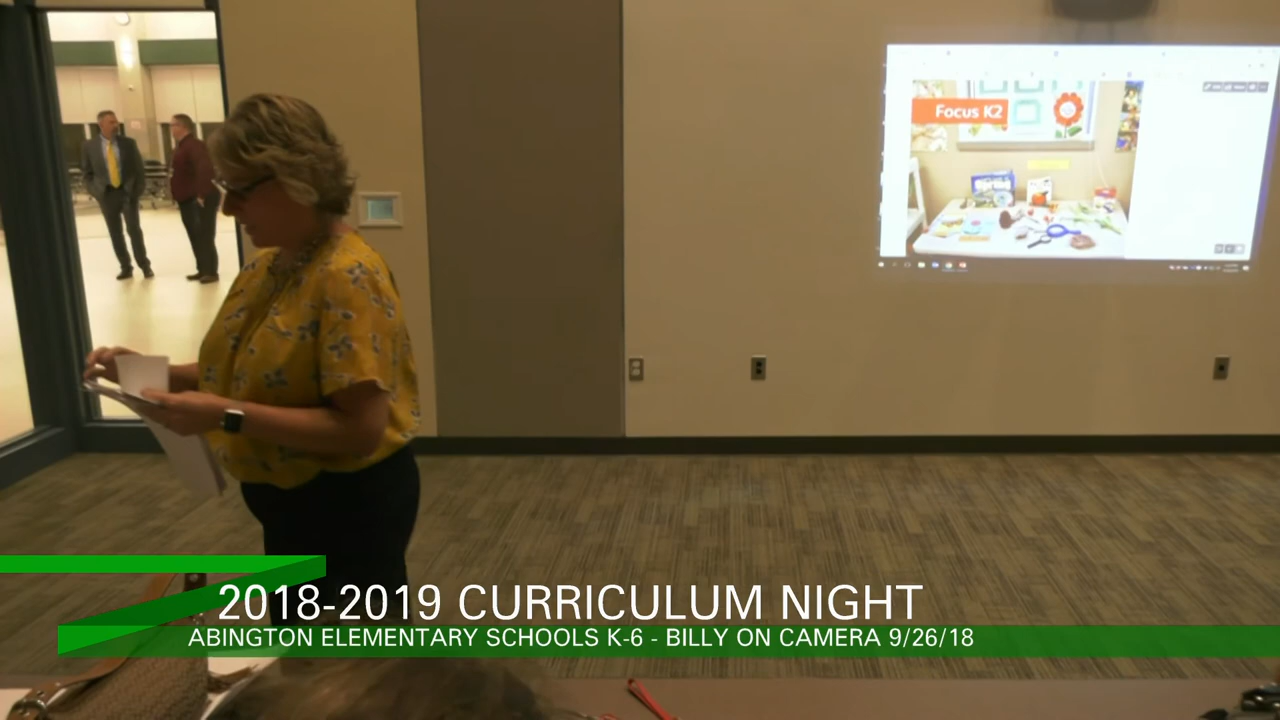 Focus K2
2018-2019 CURRICULUM NIGHT
ABINGTON ELEMENTARY SCHOOLS K-6 - BILLY ON CAMERA 9/26/18